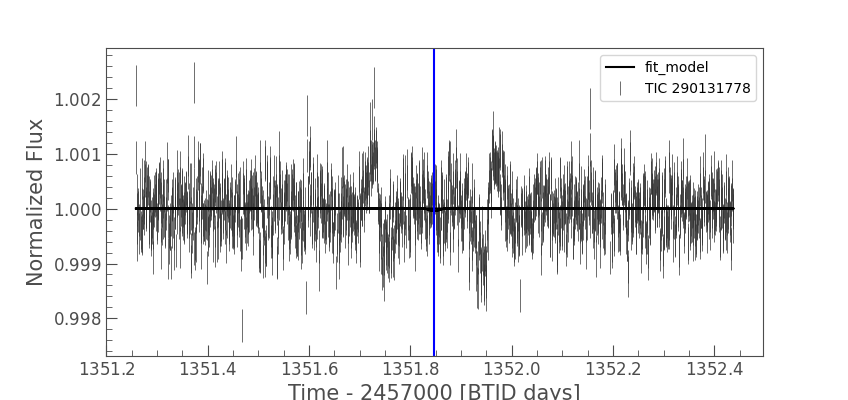 fit_model
TIC 290131778
1.002
1.001
1.000
0.999
0.998
Normalized Flux
1351.2 1351.4 1351.6 1351.8 1352.0 1352.2 1352.4
Time - 2457000 [BTJD days]